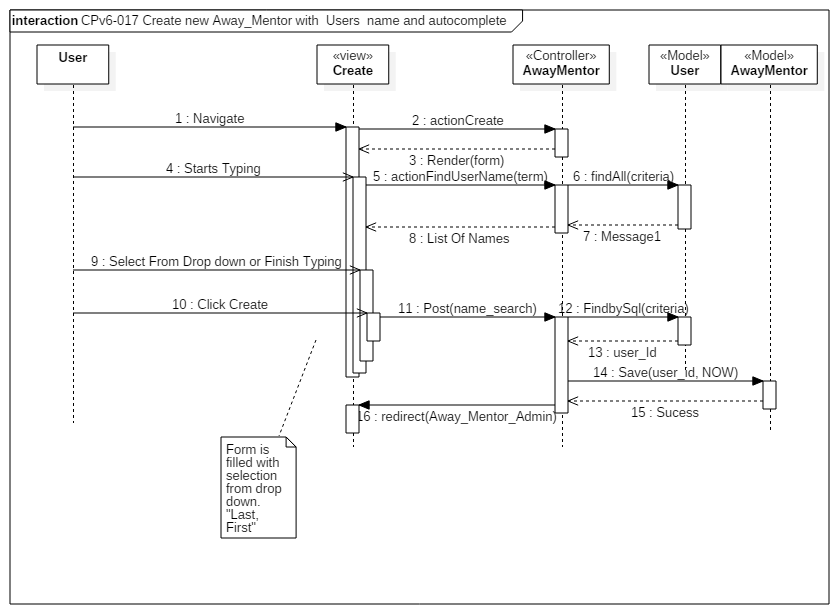 interaction CPv6-017 Create new Away_Mentor with Users name and autocomplete
User
«view»
Create
«Controller»
AwayMentor
«Model»
User
«Model»
AwayMentor
1 : Navigate
2 : actionCreate
3 : Render(form)
4 : Starts Typing
5 : actionFindUserName(term)
6 : findAll(criteria)
7 : Message1
8 : List Of Names
9 : Select From Drop down or Finish Typing
10 : Click Create
11 : Post(name_search)
12 : FindbySql(criteria)
13 : user_Id
14 : Save(user_id, NOW)
15 : Sucess
16 : redirect(Away_Mentor_Admin)
Form is
filled with
selection
from drop
down.
"Last,
First"